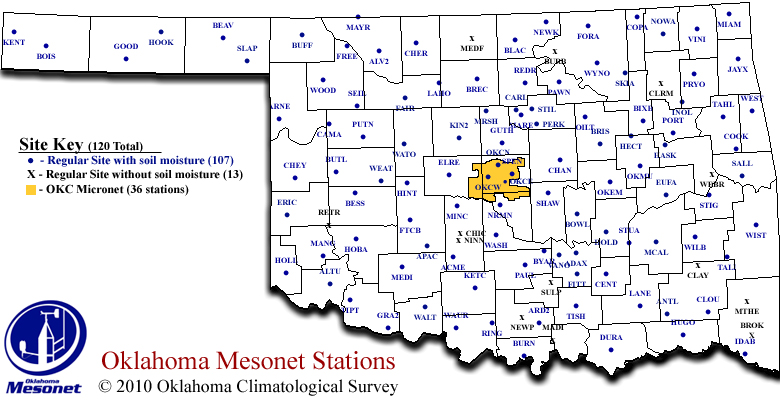 KENT
BOIS
GOOD
HOOK
BEAV
SLAP
BUFF
MAYR
FREE
ALV2
CHER
MEDF
BLAC
NEWK
BURB
FORA
COPA
NOWA
VINI
MIAM
WOOD
SEIL
FAIR
LAHO
BREC
REDR
CARL
PAWN
WYNO
SKIA
CLRM
PRYO
JAYX
ARNE
CAMA
PUTN
WATO
KIN2
MRSH
GUTH
STIL
PERK
MARE
OILT
BRIS
BIXB
INOL
PORT
TAHL
WEST
COOK
Site Key (120 Total)
• - Regular Site with soil moisture (107)
X - Regular Site without soil moisture (13)
- OKC Micronet (36 stations)
CHEY
BUTL
WEAT
HINT
ELRE
OKCN
SPEN
OKCW
OKCE
CHAN
OKEM
HECT
HASK
OKMU
EUFA
WEBR
SALL
STIG
ERIC
RETR
BESS
MINC
NRMN
SHAW
BOWL
HOLD
STUA
MCAL
WILB
WIST
HOLL
MANG
HOBA
FTCB
APAC
CHIC
NINN
WASH
BYAR
VANO
ADAX
CLAY
TALI
ALTU
MEDI
ACME
KETC
PAUL
SULP
FITT
CENT
LANE
ANTL
CLOU
MTHE
TIPT
GRA2
WALT
WAUR
RING
NEWP
ARD2
MADI
TISH
BURN
DURA
HUGO
BROK
IDAB
Oklahoma
Mesonet
Oklahoma Mesonet Stations
© 2010 Oklahoma Climatological Survey